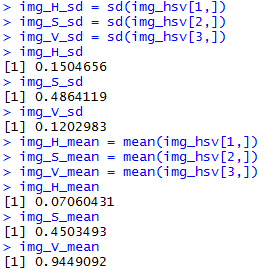 > img_H_sd = sd(img_hsv[1,])
> img_S_sd = sd(img_hsv[2,])
> img_V_sd = sd(img_hsv[3,])
> img_H_sd
[1] 0.1504656
> img_S_sd
[1] 0.4864119
> img_V_sd
[1] 0.1202983
> img_H_mean = mean(img_hsv[1,])
> img_S_mean = mean(img_hsv[2,])
> img_V_mean = mean(img_hsv[3,])
> img_H_mean
[1] 0.07060431
> img_S_mean
[1] 0.4503493
> img_V_mean
[1] 0.9449092